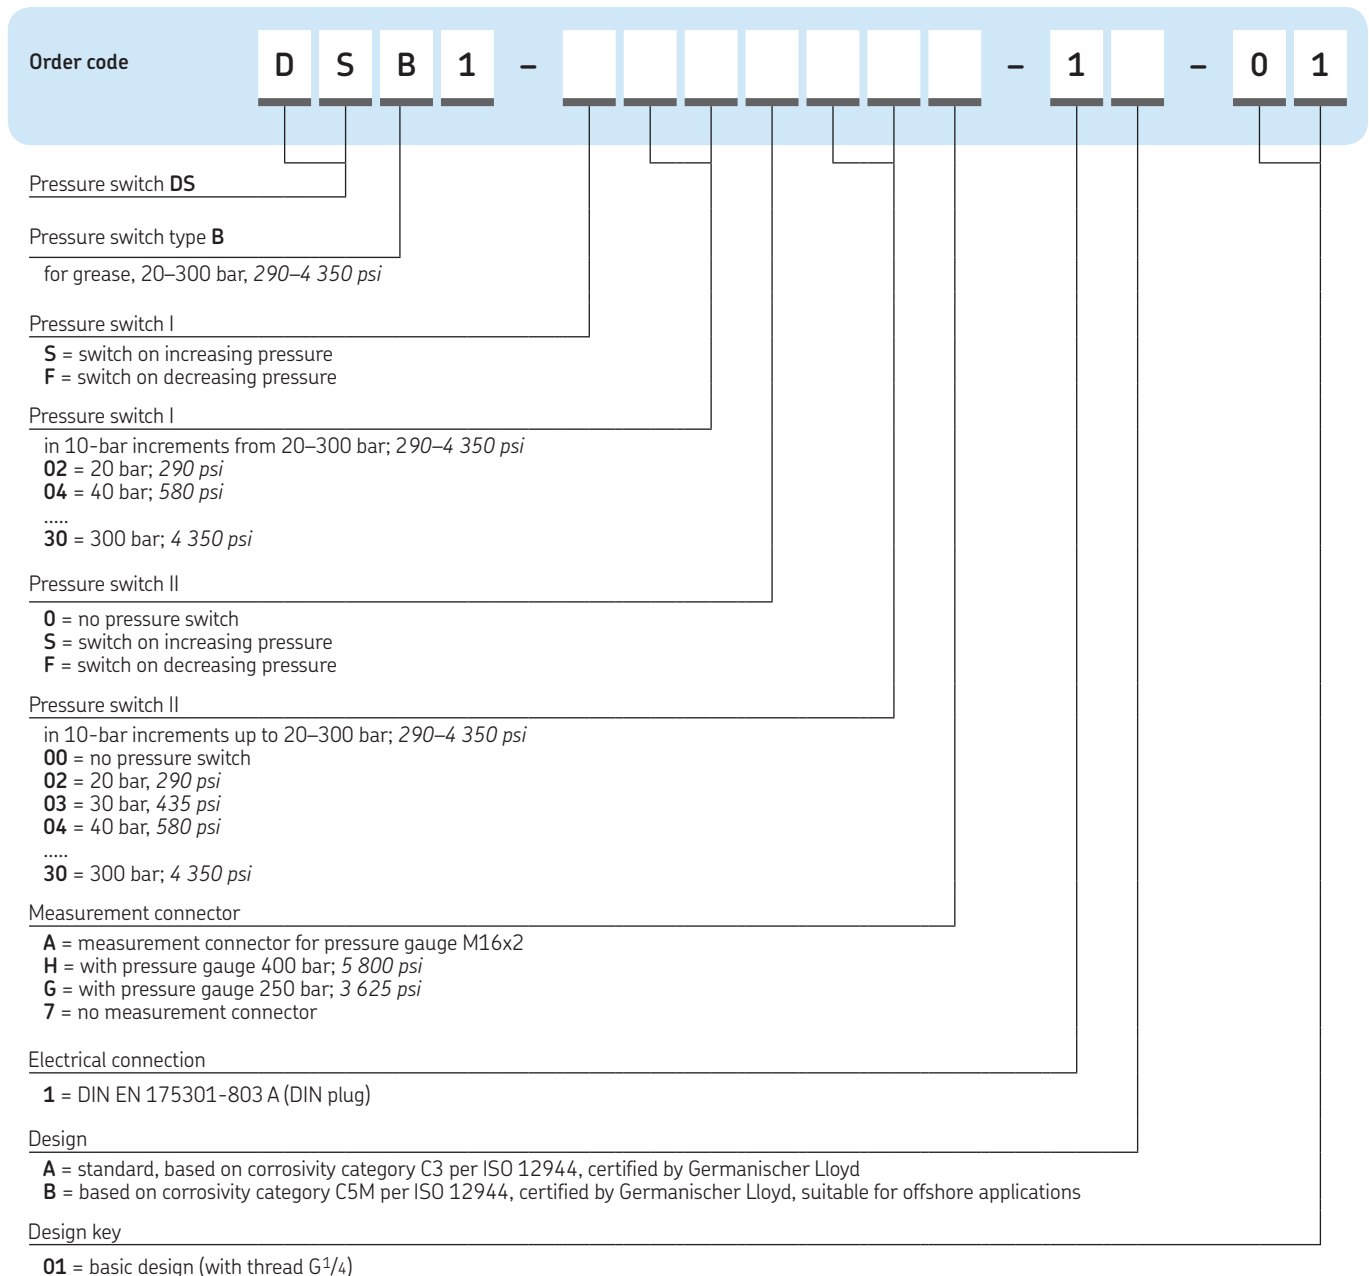 Order code D S B 1 – – 1 – 0 1
Pressure switch DS
Pressure switch type B
for grease, 20–300 bar, 290–4 350 psi
Pressure switch I
S = switch on increasing pressure
F = switch on decreasing pressure
Pressure switch I
in 10-bar increments from 20–300 bar; 290–4 350 psi
02 = 20 bar; 290 psi
04 = 40 bar; 580 psi
.....
30 = 300 bar; 4 350 psi
Pressure switch II
0 = no pressure switch
S = switch on increasing pressure
F = switch on decreasing pressure
Pressure switch II
in 10-bar increments up to 20–300 bar; 290–4 350 psi
00 = no pressure switch
02 = 20 bar, 290 psi
03 = 30 bar, 435 psi
04 = 40 bar, 580 psi
.....
30 = 300 bar; 4 350 psi
Measurement connector
A = measurement connector for pressure gauge M16x2
H = with pressure gauge 400 bar; 5 800 psi
G = with pressure gauge 250 bar; 3 625 psi
7 = no measurement connector
Electrical connection
1 = DIN EN 175301-803 A (DIN plug)
Design
A = standard, based on corrosivity category C3 per ISO 12944, certified by Germanischer Lloyd
B = based on corrosivity category C5M per ISO 12944, certified by Germanischer Lloyd, suitable for offshore applications
Design key
01 = basic design (with thread G1/4)